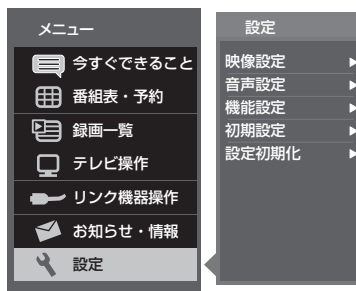 メニュー
今すぐできること
番組表・予約
録画一覧
テレビ操作
リンク機器操作
お知らせ・情報
設定
設定
映像設定
音声設定
機能設定
初期設定
設定初期化